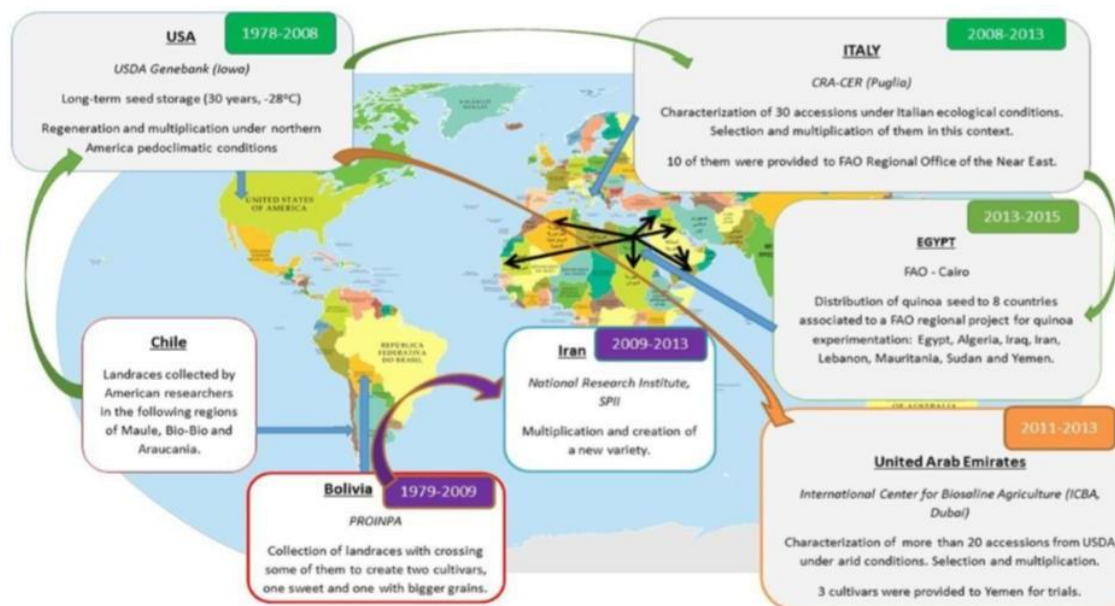 USA
1978-2008
USDA Genebank (Iowa)
Long-term seed storage (30 years, -28°C)
Regeneration and multiplication under northern
America pedoclimatic conditions
2008-2013
ITALY
CRA-CER (Puglia)
Characterization of 30 accessions under Italian ecological conditions.
Selection and multiplication of them in this context.
10 of them were provided to FAO Regional Office of the Near East.
UNITED STATES
OF AMERICA
2013-2015
EGYPT
FAO - Cairo
Distribution of quinoa seed to 8 countries
associated to a FAO regional project for quinoa
experimentation: Egypt, Algeria, Iraq, Iran,
Lebanon, Mauritania, Sudan and Yemen.
REPÚBLICA
FEDERATIVA
DO BRASIL
Chile
Landraces collected by
American researchers
in the following regions
of Maule, Bio-Bio and
Araucania.
Iran
2009-2013
National Research Institute,
SPII
Multiplication and creation of
a new variety.
OF AUSTRALIA
2011-2013
United Arab Emirates
International Center for Biosaline Agriculture (ICBA,
Dubai)
Characterization of more than 20 accessions from USDA
under arid conditions. Selection and multiplication.
3 cultivars were provided to Yemen for trials.
Bolivia
1979-2009
PROINPA
Collection of landraces with crossing
some of them to create two cultivars,
one sweet and one with bigger grains.